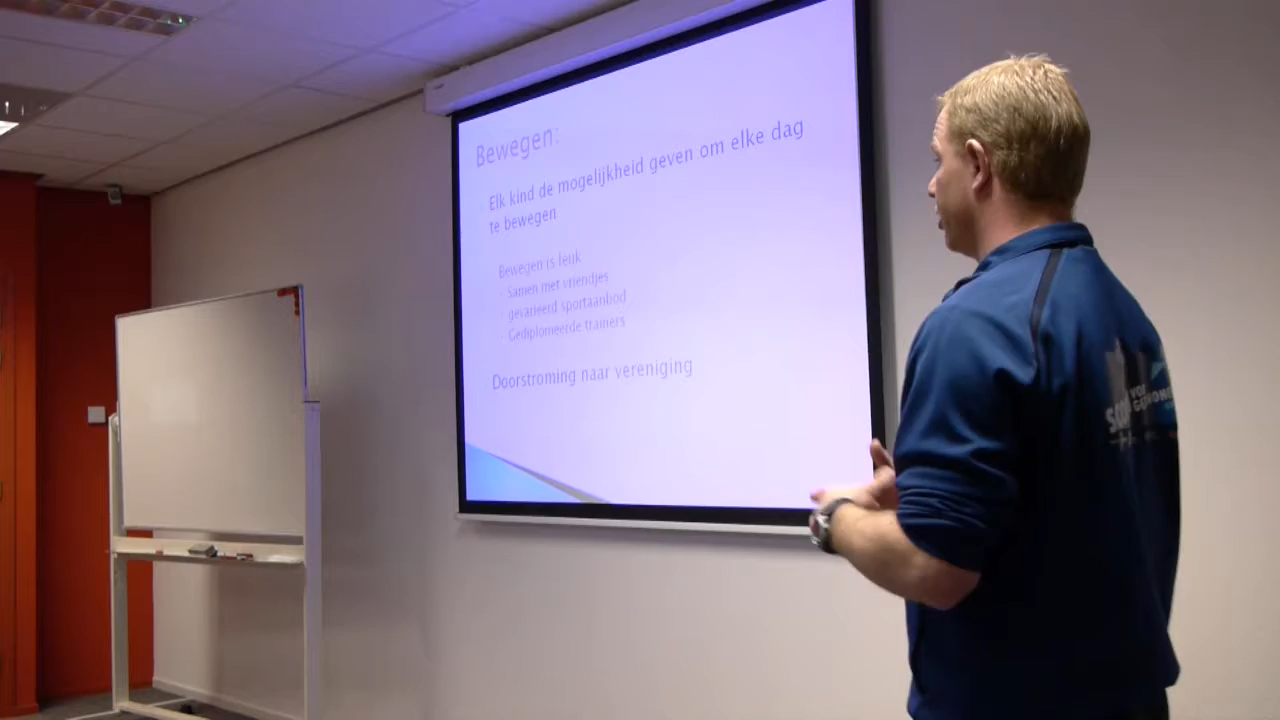 Bewegen:
Elk kind de mogelijkheid geven om elke dag
te bewegen
Bewegen is leuk
Samen met vriendjes
gevarieerd sportaanbod
Gediplomeerde trainers
Doorstroming naar vereniging